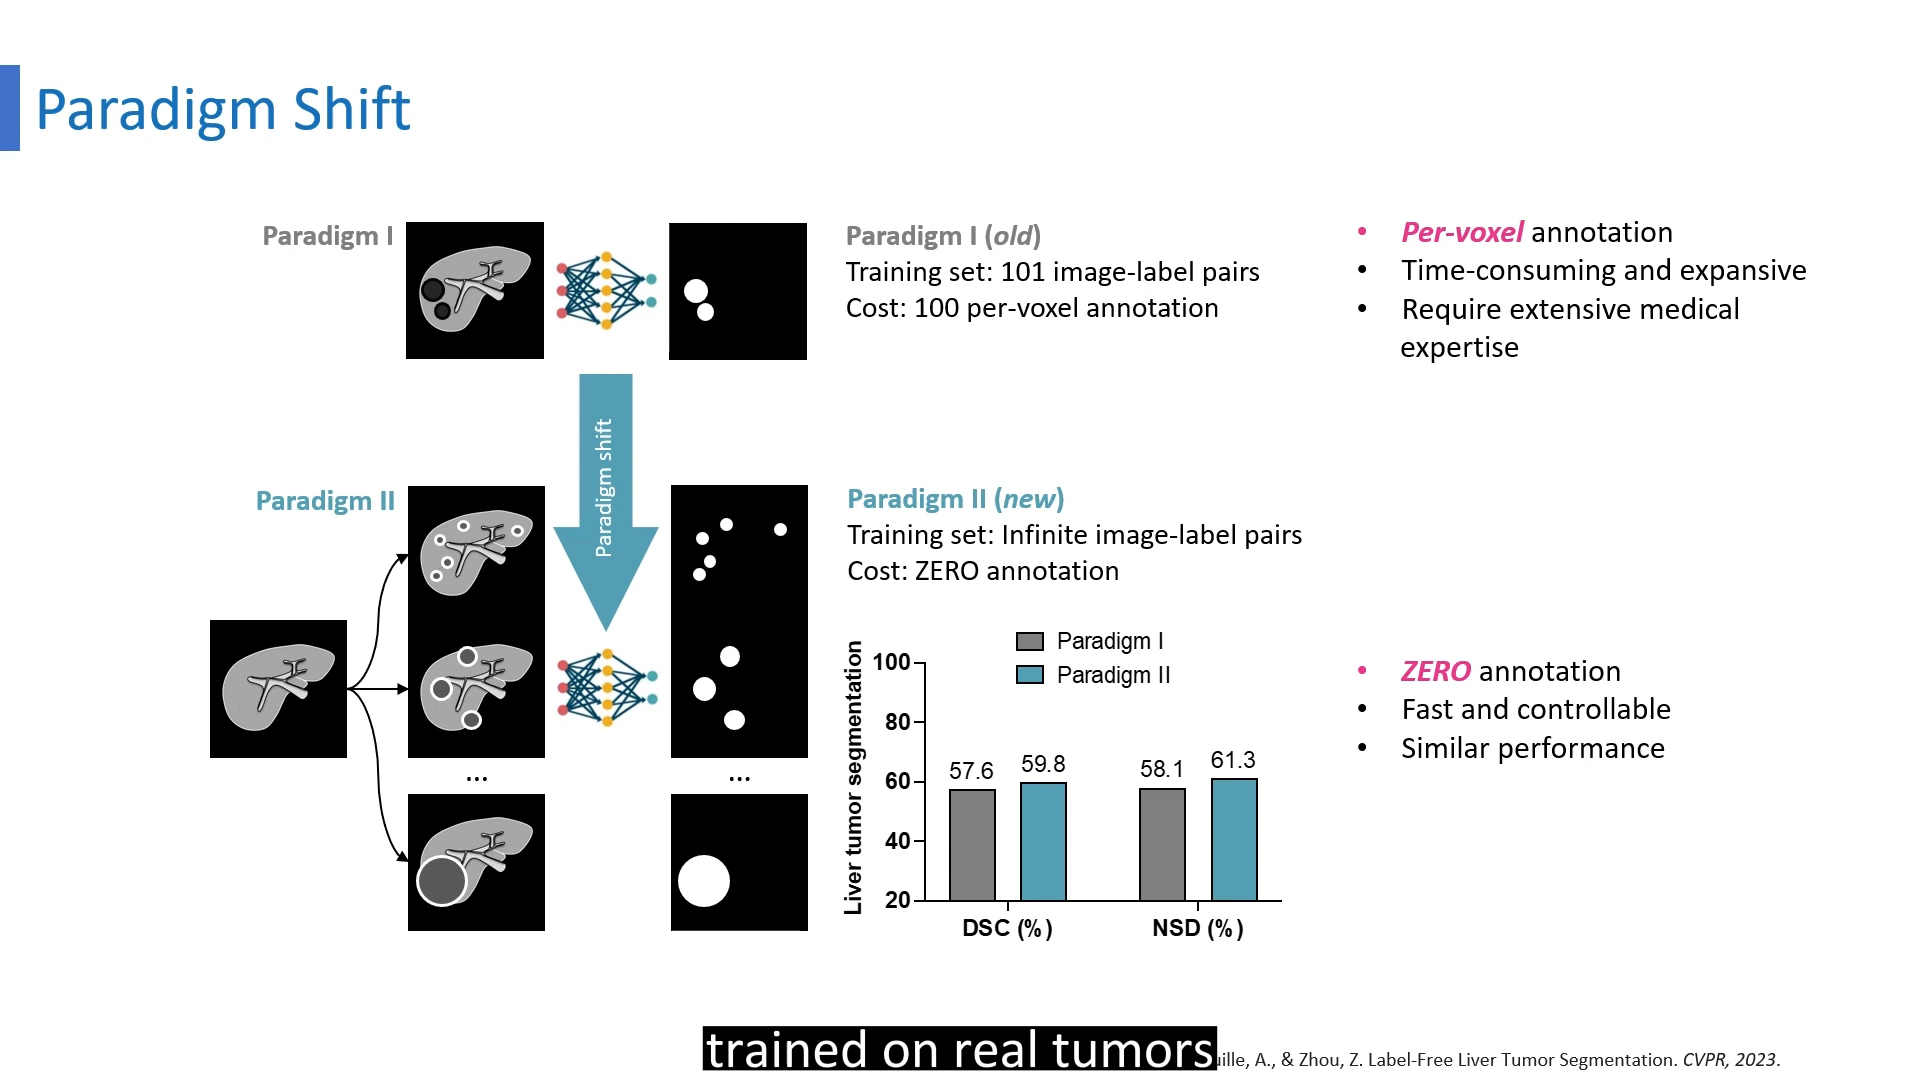 Paradigm Shift
Paradigm I
Paradigm I (old)
Training set: 101 image-label pairs
Cost: 100 per-voxel annotation
• Per-voxel annotation
• Time-consuming and expansive
• Require extensive medical
expertise
Paradigm shift
Paradigm II
Paradigm II (new)
Training set: Infinite image-label pairs
Cost: ZERO annotation
...
...
Liver tumor segmentation
Paradigm I
Paradigm II
100
80
60
40
20
57.6
59.8
58.1
61.3
DSC (%)
NSD (%)
• ZERO annotation
• Fast and controllable
• Similar performance
trained on real tumors
A., & Zhou, Z. Label-Free Liver Tumor Segmentation. CVPR, 2023.